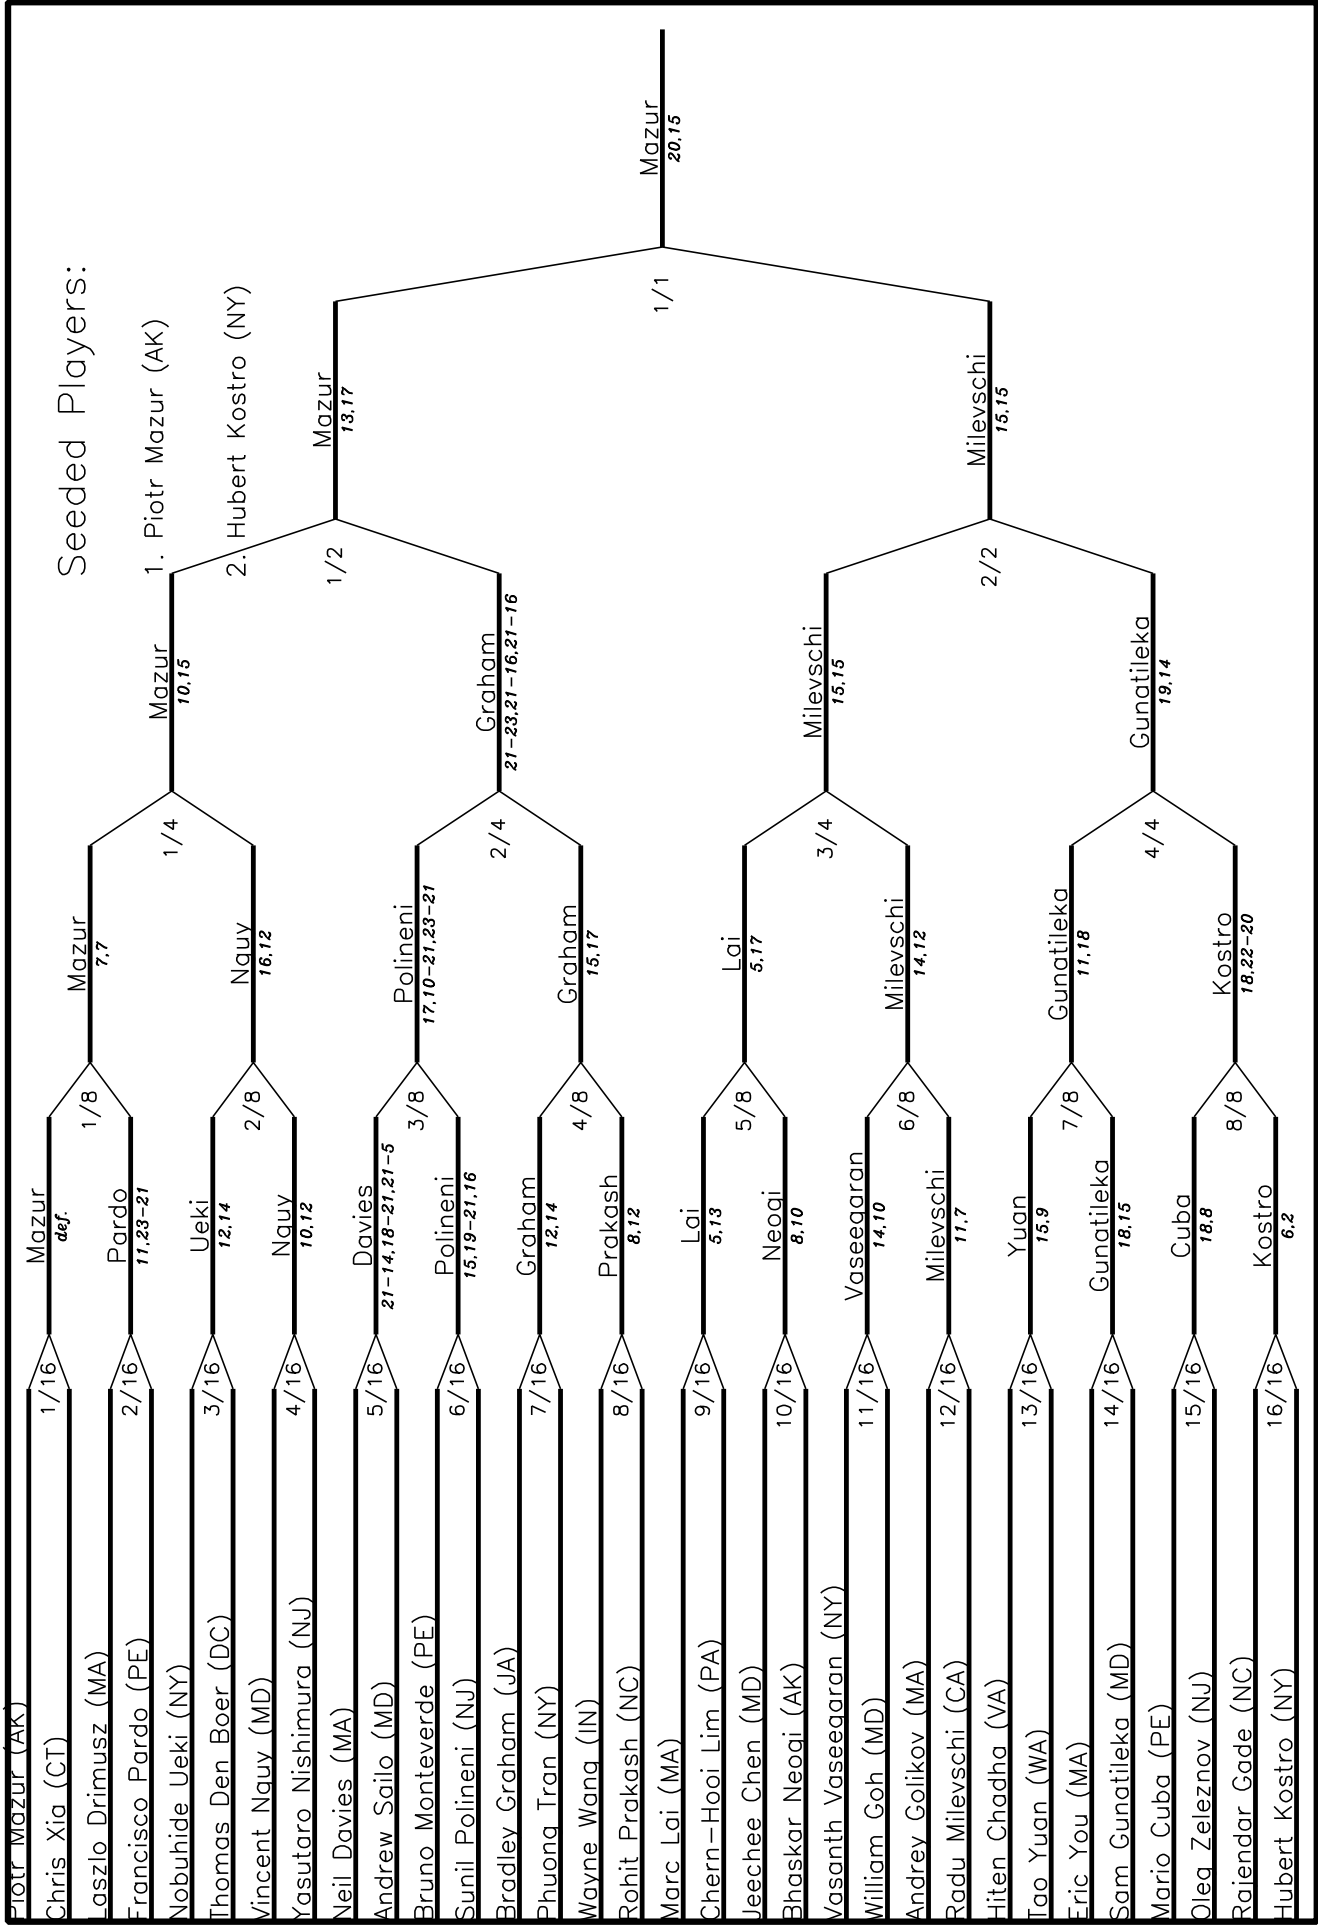 Seeded Players:
1. Piotr Mazur (AK)
2. Hubert Kostro (NY)
Piotr Mazur (AK)
Chris Xia (CT)
Laszlo Drimusz (MA)
Francisco Pardo (PE)
Nobuhide Ueki (NY)
Thomas Den Boer (DC)
Vincent Nguy (MD)
Yasutaro Nishimura (NJ)
Neil Davies (MA)
Andrew Sailo (MD)
Bruno Monteverde (PE)
Sunil Polineni (NJ)
Bradley Graham (JA)
Phuong Tran (NY)
Wayne Wang (IN)
Rohit Prakash (NC)
Marc Lai (MA)
Chern-Hooi Lim (PA)
Jeechee Chen (MD)
Bhaskar Neogi (AK)
Vasanth Vaseegaran (NY)
William Goh (MD)
Andrey Golikov (MA)
Radu Milevschi (CA)
Hiten Chadha (VA)
Tao Yuan (WA)
Eric You (MA)
Sam Gunatileka (MD)
Mario Cuba (PE)
Oleg Zeleznov (NJ)
Rajendar Gade (NC)
Hubert Kostro (NY)
1/16
2/16
3/16
4/16
5/16
6/16
7/16
8/16
9/16
10/16
11/16
12/16
13/16
14/16
15/16
16/16
Mazur
def.
Pardo
11,23-21
Ueki
12,14
Nguy
10,12
Davies
21-14,18-21,21-5
Polineni
15,19-21,16
Graham
12,14
Prakash
8,12
Lai
5,13
Neogi
8,10
Vaseegaran
14,10
Milevschi
11,7
Yuan
15,9
Gunatileka
18,15
Cuba
18,8
Kostro
6,2
1/8
2/8
3/8
4/8
5/8
6/8
7/8
8/8
Mazur
7,7
Nguy
16,12
Polineni
17,10-21,23-21
Graham
15,17
Lai
5,17
Milevschi
14,12
Gunatileka
11,18
Kostro
18,22-20
1/4
2/4
3/4
4/4
Mazur
10,15
Graham
21-23,21-16,21-16
Milevschi
15,15
Gunatileka
19,14
1/2
2/2
Mazur
13,17
Milevschi
15,15
1/1
Mazur
20,15